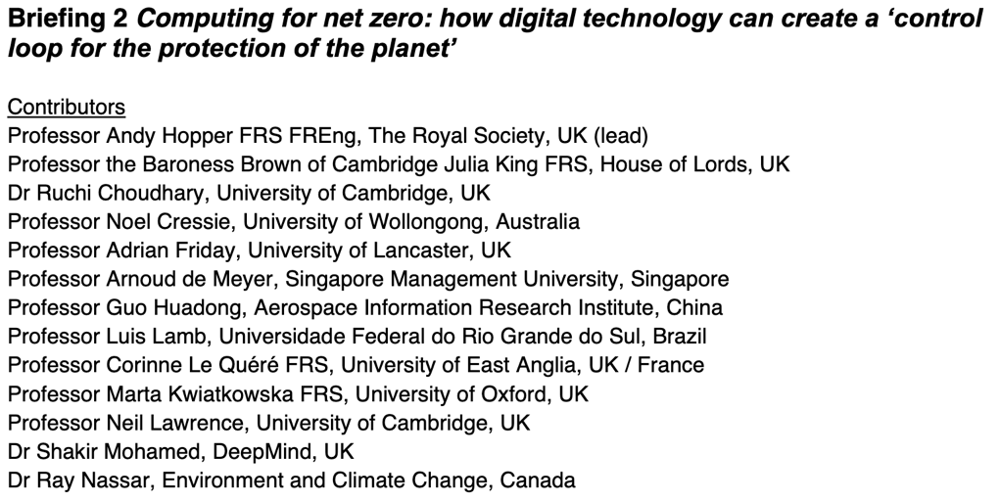 Briefing 2 Computing for net zero: how digital technology can create a ‘control
loop for the protection of the planet’
Contributors
Professor Andy Hopper FRS FREng, The Royal Society, UK (lead)
Professor the Baroness Brown of Cambridge Julia King FRS, House of Lords, UK
Dr Ruchi Choudhary, University of Cambridge, UK
Professor Noel Cressie, University of Wollongong, Australia
Professor Adrian Friday, University of Lancaster, UK
Professor Arnoud de Meyer, Singapore Management University, Singapore
Professor Guo Huadong, Aerospace Information Research Institute, China
Professor Luis Lamb, Universidade Federal do Rio Grande do Sul, Brazil
Professor Corinne Le Quéré FRS, University of East Anglia, UK / France
Professor Marta Kwiatkowska FRS, University of Oxford, UK
Professor Neil Lawrence, University of Cambridge, UK
Dr Shakir Mohamed, DeepMind, UK
Dr Ray Nassar, Environment and Climate Change, Canada